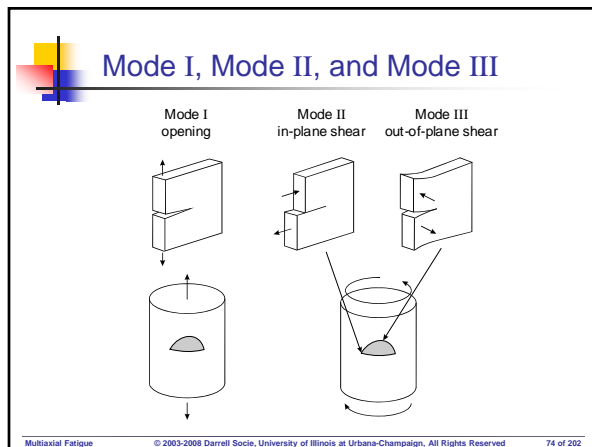 Mode I, Mode II, and Mode III
Mode I
opening
Mode II
in-plane shear
Mode III
out-of-plane shear
Multiaxial Fatigue
© 2003-2008 Darrell Socie, University of Illinois at Urbana-Champaign, All Rights Reserved
74 of 202